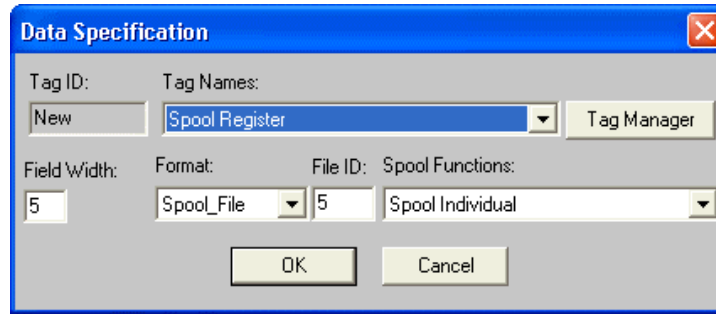 Data Specification
Tag ID: Tag Names:
New Spool Register Tag Manager
Field Width: Format: File ID: Spool Functions:
5 Spool_File 5 Spool Individual
OK Cancel